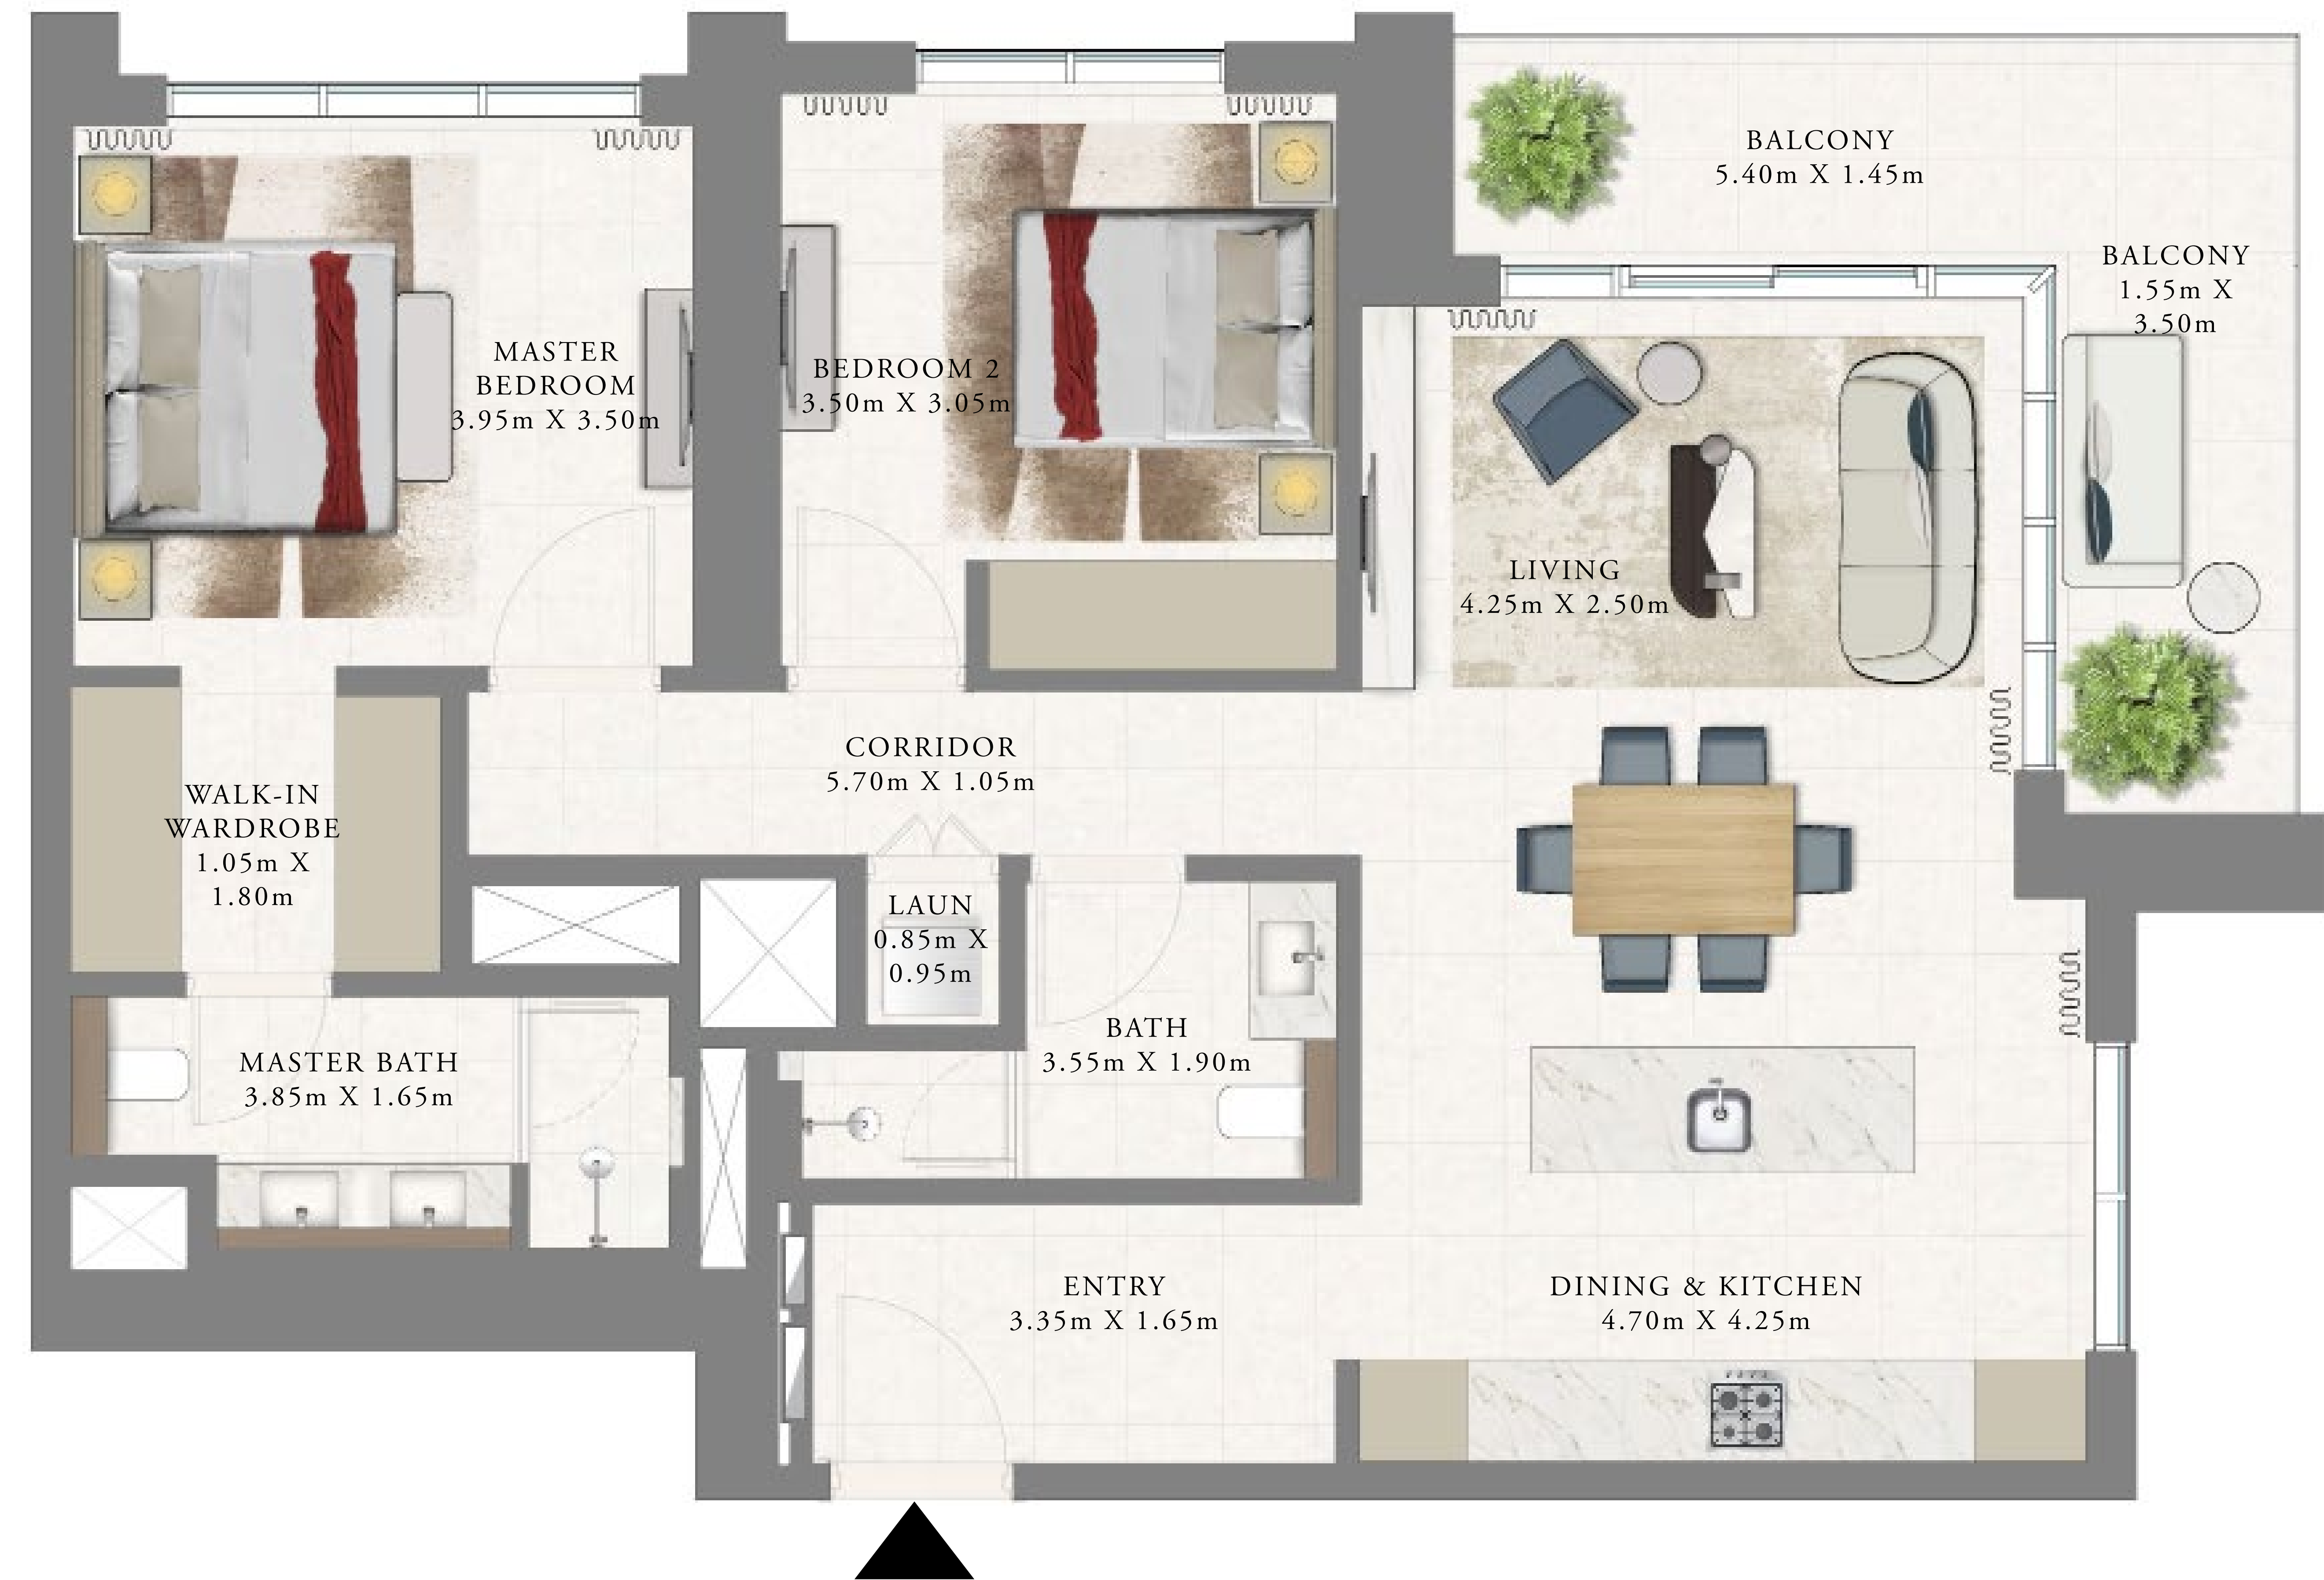 BALCONY
5.40m X 1.45m
BALCONY
1.55m X
3.50m
MASTER
BEDROOM
3.95m X 3.50m
BEDROOM 2
3.50m X 3.05m
LIVING
4.25m X 2.50m
CORRIDOR
5.70m X 1.05m
WALK-IN
WARDROBE
1.05m X
1.80m
LAUN
0.85m X
0.95m
BATH
3.55m X 1.90m
MASTER BATH
3.85m X 1.65m
ENTRY
3.35m X 1.65m
DINING & KITCHEN
4.70m X 4.25m